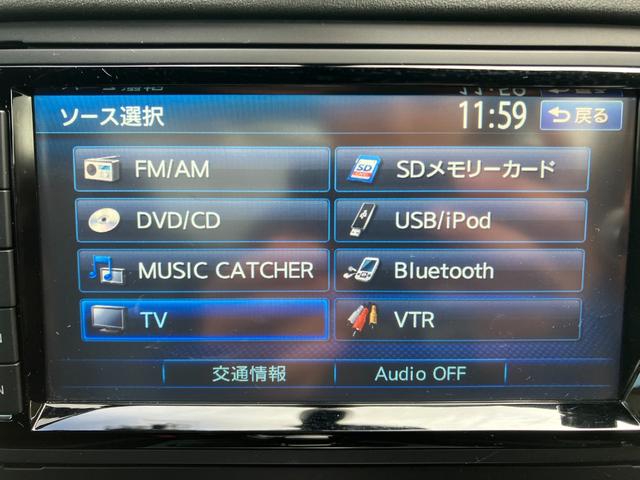 ソース選択
11:59
戻る
FM/AM
SDメモリーカード
DVD/CD
USB/iPod
MUSIC CATCHER
Bluetooth
TV
VTR
交通情報
Audio OFF